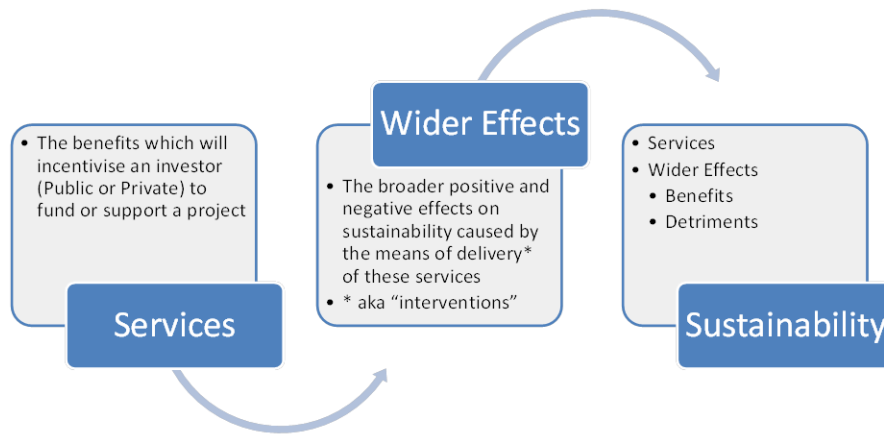 • The benefits which will
incentivise an investor
(Public or Private) to
fund or support a project
Services
Wider Effects
• The broader positive and
negative effects on
sustainability caused by
the means of delivery*
of these services
• * aka “interventions”
• Services
• Wider Effects
• Benefits
• Detriments
Sustainability